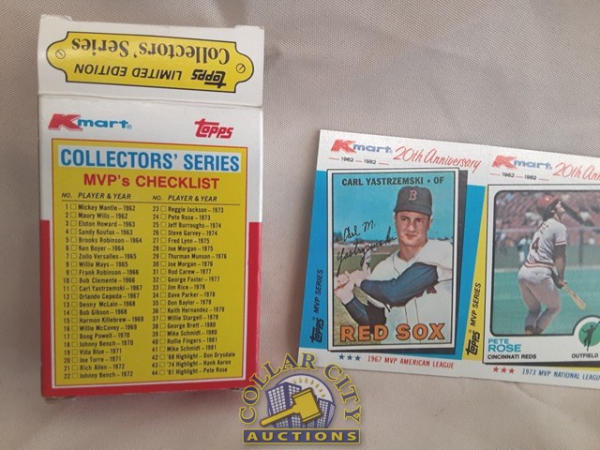 Collectors' Series
topps LIMITED EDITION
Kmart topps
COLLECTORS' SERIES
MVP's CHECKLIST
NO. PLAYER & YEAR NO. PLAYER & YEAR
1 Mickey Mantle – 1962 23 Reggie Jackson – 1973
2 Maury Wills – 1962 24 Pete Rose – 1973
3 Elston Howard – 1963 25 Jeff Burroughs – 1974
4 Sandy Koufax – 1963 26 Steve Garvey – 1974
5 Brooks Robinson – 1964 27 Fred Lynn – 1975
6 Ken Boyer – 1964 28 Joe Morgan – 1975
7 Zoilo Versalles – 1965 29 Thurman Munson – 1976
8 Willie Mays – 1965 30 Joe Morgan – 1976
9 Frank Robinson – 1966 31 Rod Carew – 1977
10 Bob Clemente – 1966 32 George Foster – 1977
11 Carl Yastrzemski – 1967 33 Jim Rice – 1978
12 Orlando Cepeda – 1967 34 Dave Parker – 1978
13 Denny McLain – 1968 35 Don Baylor – 1979
14 Bob Gibson – 1968 36 Keith Hernandez – 1979
15 Harmon Killebrew – 1969 37 Willie Stargell – 1979
16 Willie McCovey – 1969 38 George Brett – 1980
17 Boog Powell – 1970 39 Mike Schmidt – 1980
18 Johnny Bench – 1970 40 Rollie Fingers – 1981
19 Vida Blue – 1971 41 Mike Schmidt – 1981
20 Joe Torre – 1971 42 '68 Highlight – Don Drysdale
21 Rich Allen – 1972 43 '74 Highlight – Hank Aaron
22 Johnny Bench – 1972 44 '81 Highlight – Pete Rose
Kmart 20th Anniversary
1962 1982
CARL YASTRZEMSKI - OF
Carl M. Yastrzemski
RED SOX
topps MVP SERIES
★★★ 1967 MVP AMERICAN LEAGUE
Kmart 20th Anniversary
1962 1982
PETE
ROSE
CINCINNATI REDS OUTFIELD
topps MVP SERIES
★★★ 1973 MVP NATIONAL LEAG
COLLAR CITY
AUCTIONS